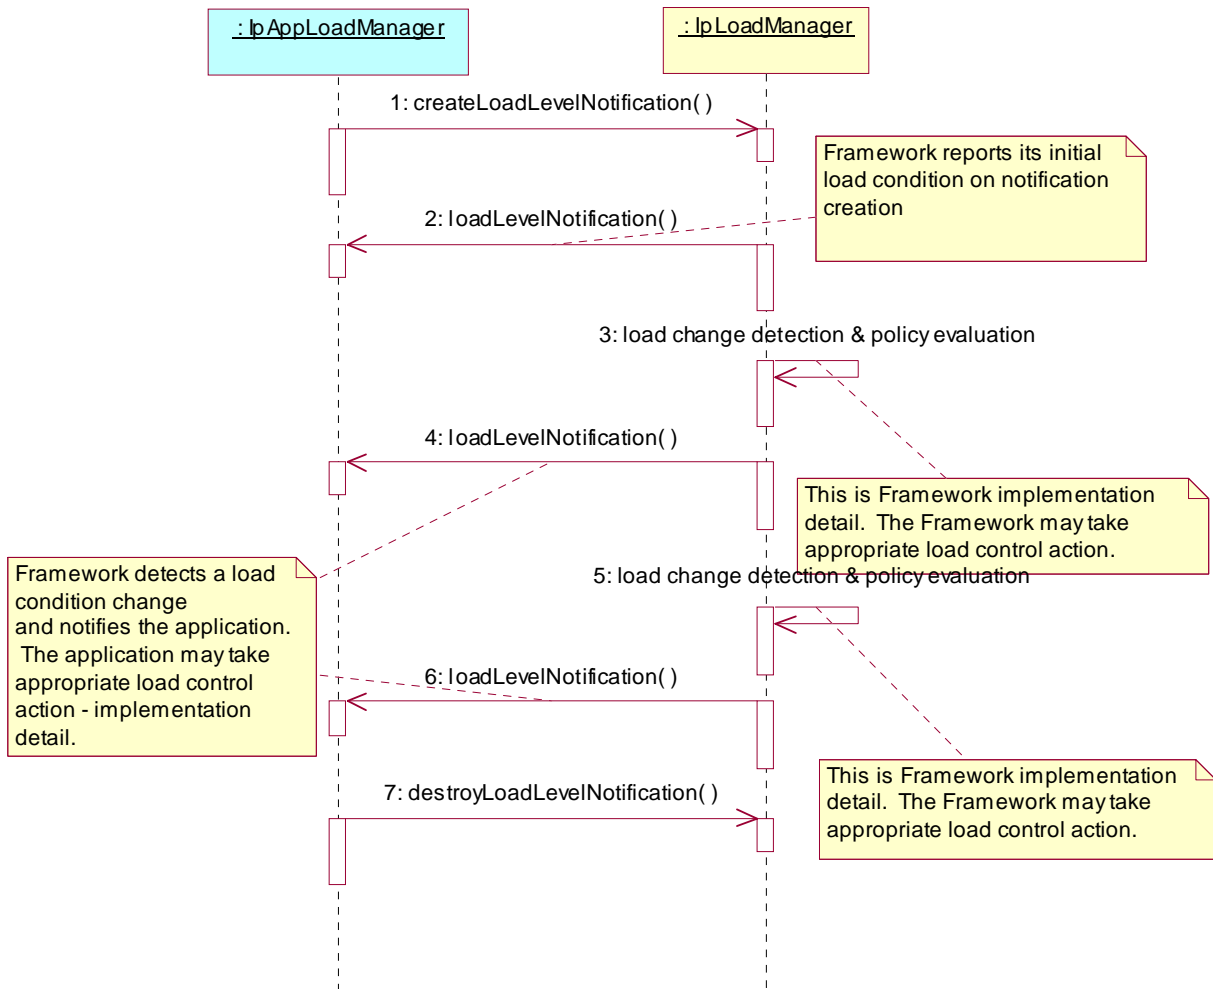 : IpAppLoadManager
: IpLoadManager
1: createLoadLevelNotification( )
Framework reports its initial
load condition on notification
creation
2: loadLevelNotification( )
3: load change detection & policy evaluation
4: loadLevelNotification( )
This is Framework implementation
detail.  The Framework may take
appropriate load control action.
Framework detects a load
condition change
and notifies the application.
The application may take
appropriate load control
action - implementation
detail.
5: load change detection & policy evaluation
6: loadLevelNotification( )
This is Framework implementation
detail.  The Framework may take
appropriate load control action.
7: destroyLoadLevelNotification( )